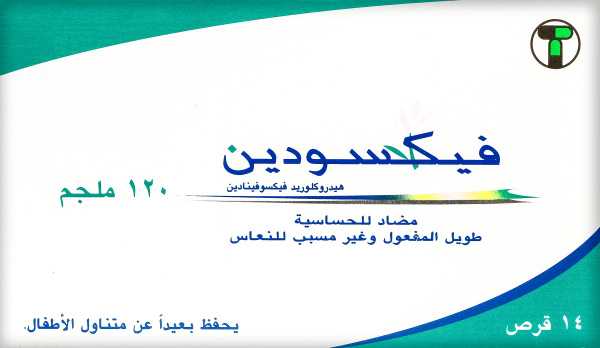 فيكسودين
هيدروكلوريد فيكسوفينادين
١٢٠ ملجم
مضاد للحساسية
طويل المفعول وغير مسبب للنعاس
١٤ قرص
يحفظ بعيداً عن متناول الأطفال.